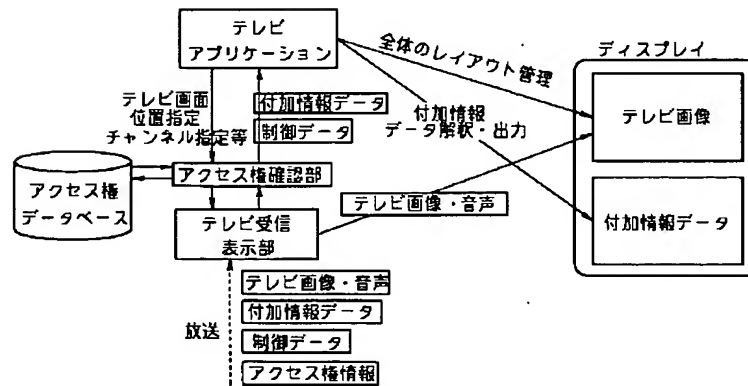 テレビ
アプリケーション
全体のレイアウト管理
ディスプレイ
テレビ画像
テレビ画面
位置指定
チャンネル指定等
付加情報データ
制御データ
付加情報
データ解釈・出力
アクセス権
データベース
アクセス権確認部
テレビ画像・音声
付加情報データ
テレビ受信
表示部
放送
テレビ画像・音声
付加情報データ
制御データ
アクセス権情報